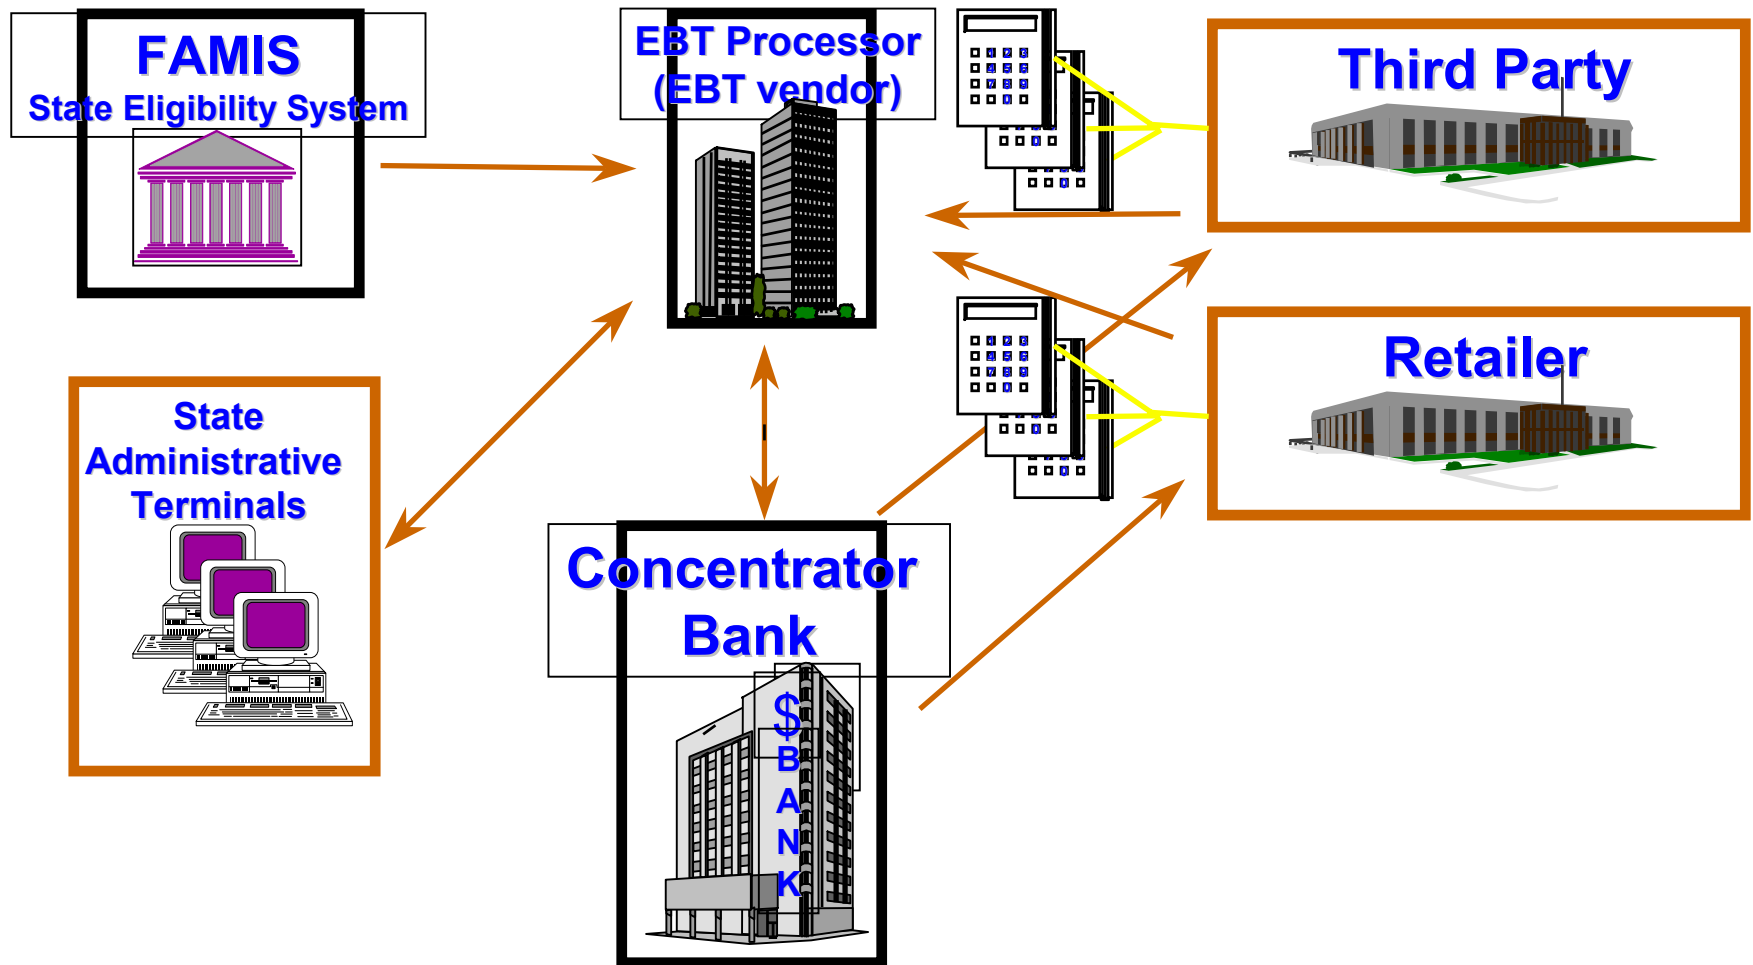 FAMIS
State Eligibility System
EBT Processor
(EBT vendor)
Third Party
Retailer
State
Administrative
Terminals
Concentrator
Bank
$
B
A
N
K